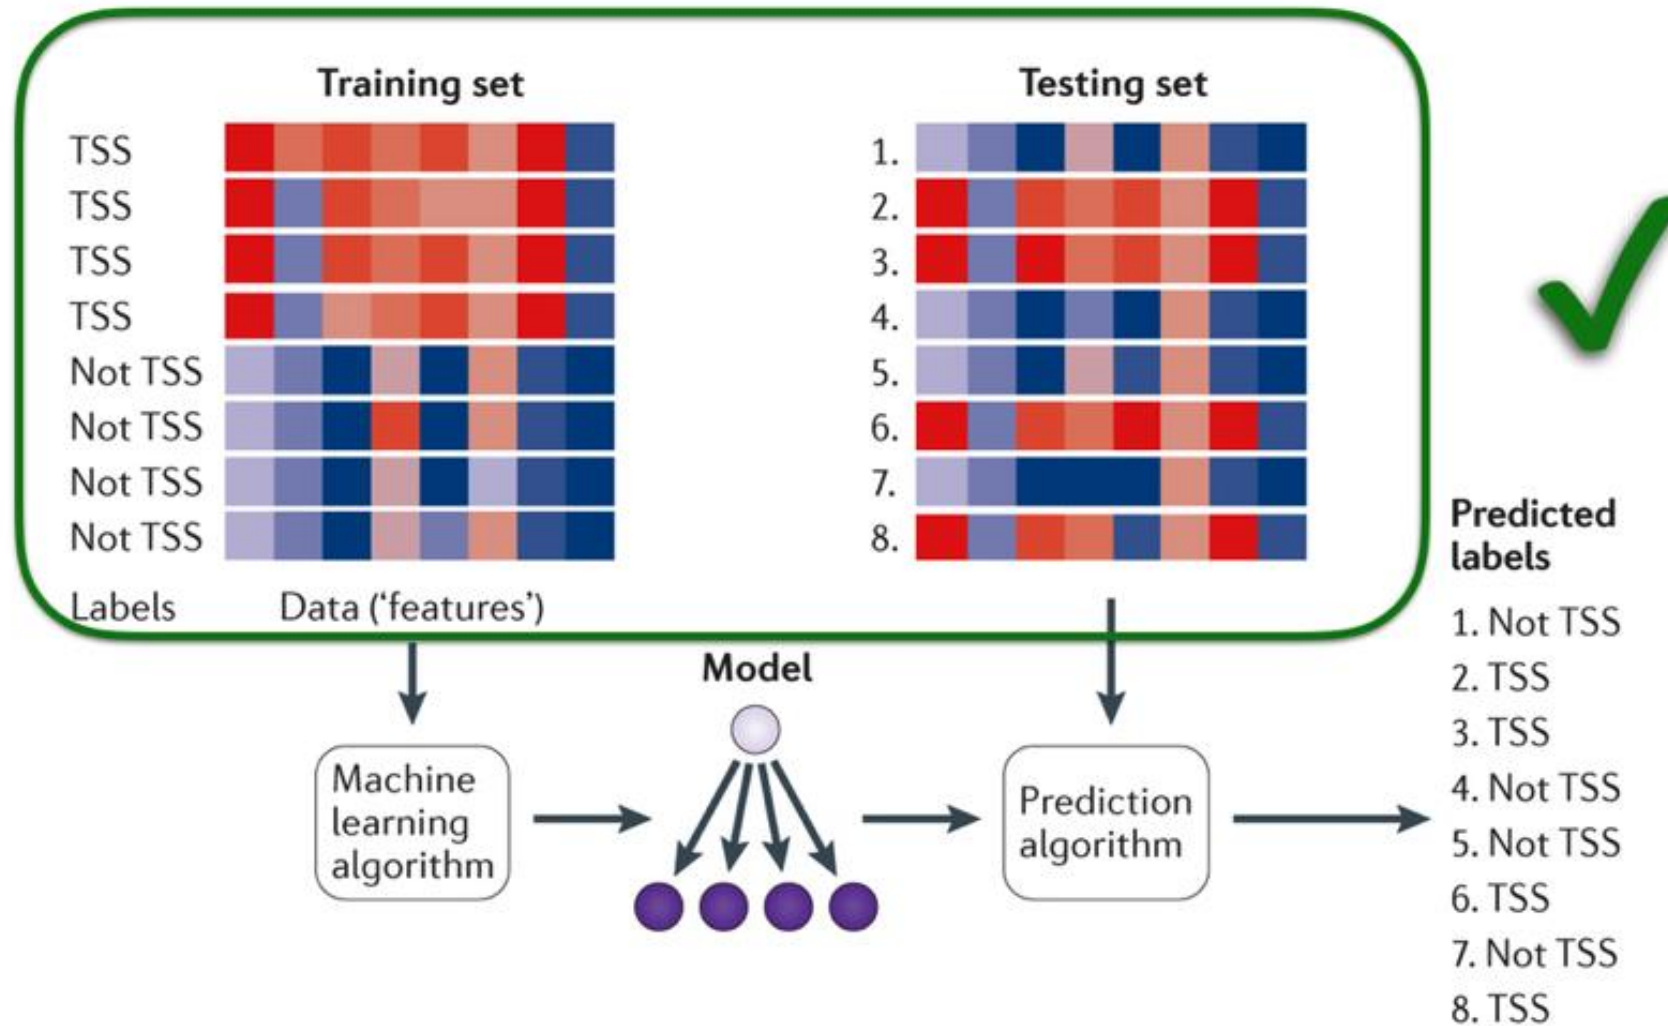 Training set
TSS
TSS
TSS
TSS
Not TSS
Not TSS
Not TSS
Not TSS
Labels
Data (‘features’)
Testing set
1.
2.
3.
4.
5.
6.
7.
8.
Machine
learning
algorithm
Model
Prediction
algorithm
Predicted
labels
1. Not TSS
2. TSS
3. TSS
4. Not TSS
5. Not TSS
6. TSS
7. Not TSS
8. TSS